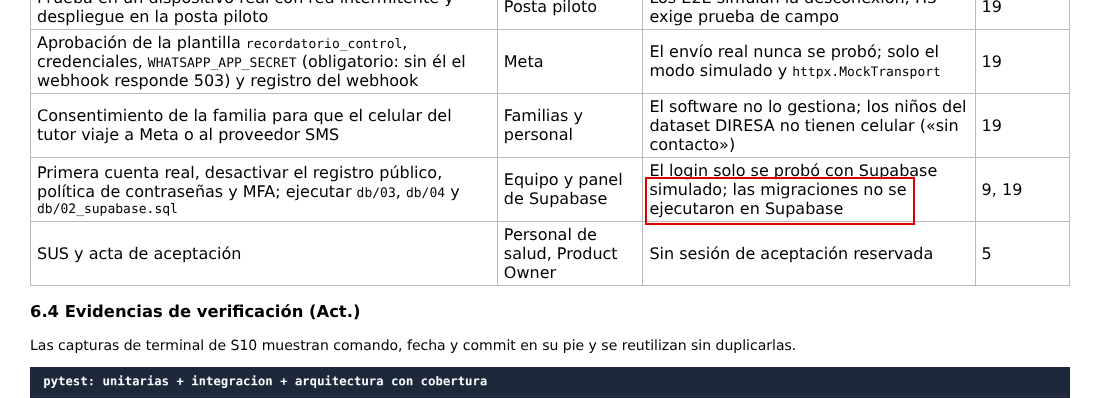 Prueba en un dispositivo real con red intermitente y
despliegue en la posta piloto
Posta piloto
Los E2E simulan la desconexión; H3
exige prueba de campo
19
Aprobación de la plantilla recordatorio_control,
credenciales, WHATSAPP_APP_SECRET (obligatorio: sin él el
webhook responde 503) y registro del webhook
Meta
El envío real nunca se probó; solo el
modo simulado y httpx.MockTransport
19
Consentimiento de la familia para que el celular del
tutor viaje a Meta o al proveedor SMS
Familias y
personal
El software no lo gestiona; los niños del
dataset DIRESA no tienen celular («sin
contacto»)
19
Primera cuenta real, desactivar el registro público,
política de contraseñas y MFA; ejecutar db/03, db/04 y
db/02_supabase.sql
Equipo y panel
de Supabase
El login solo se probó con Supabase
simulado; las migraciones no se
ejecutaron en Supabase
9, 19
SUS y acta de aceptación
Personal de
salud, Product
Owner
Sin sesión de aceptación reservada
5
6.4 Evidencias de verificación (Act.)
Las capturas de terminal de S10 muestran comando, fecha y commit en su pie y se reutilizan sin duplicarlas.
pytest: unitarias + integracion + arquitectura con cobertura